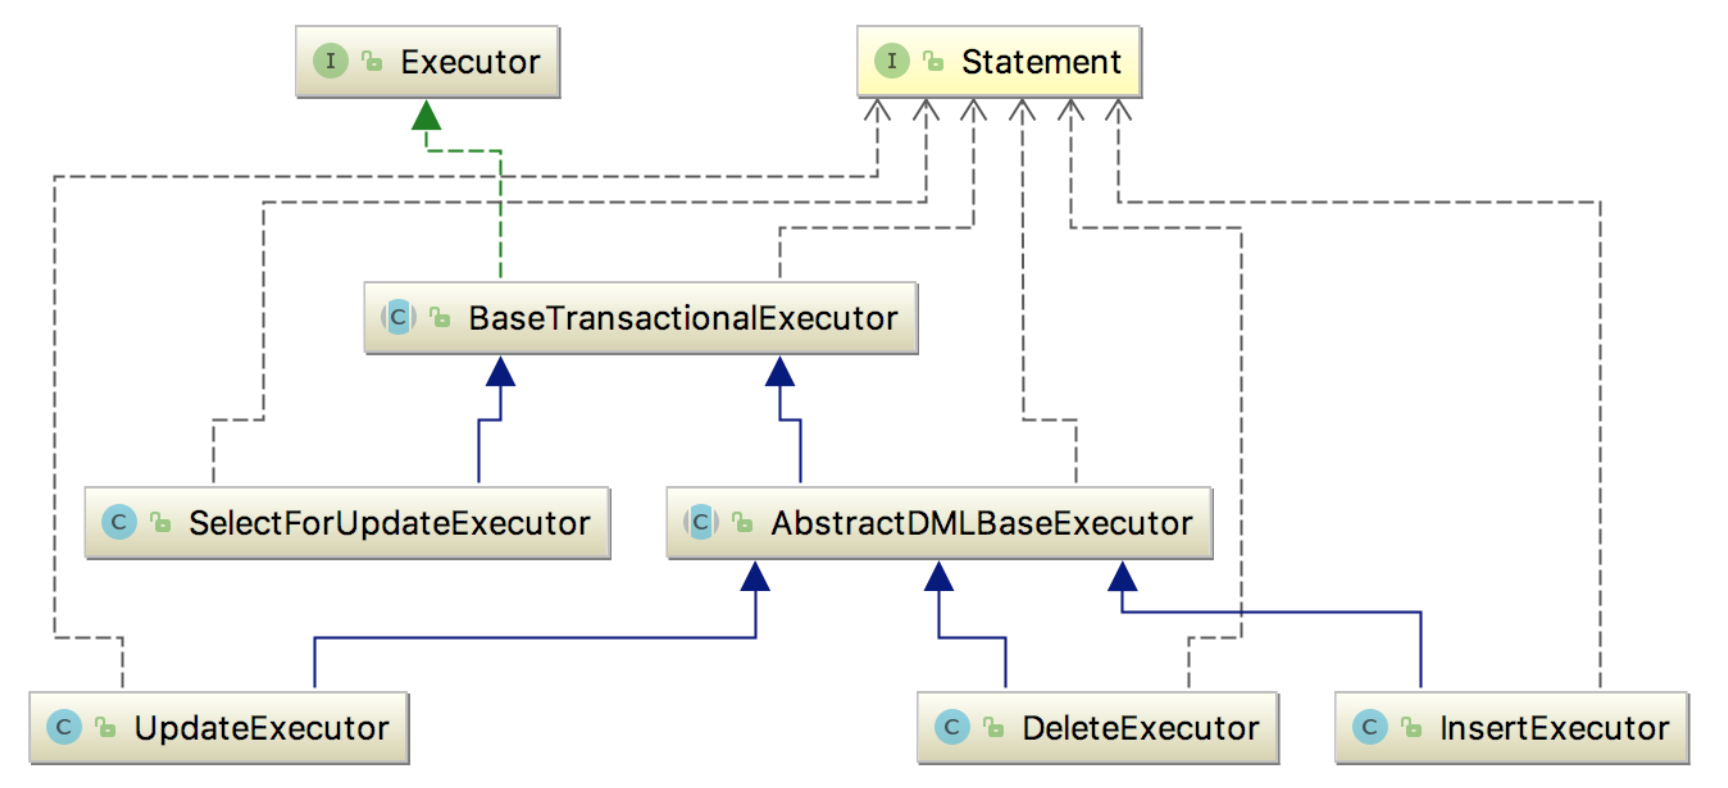 I Executor
I Statement
C BaseTransactionalExecutor
C SelectForUpdateExecutor
C AbstractDMLBaseExecutor
C UpdateExecutor
C DeleteExecutor
C InsertExecutor